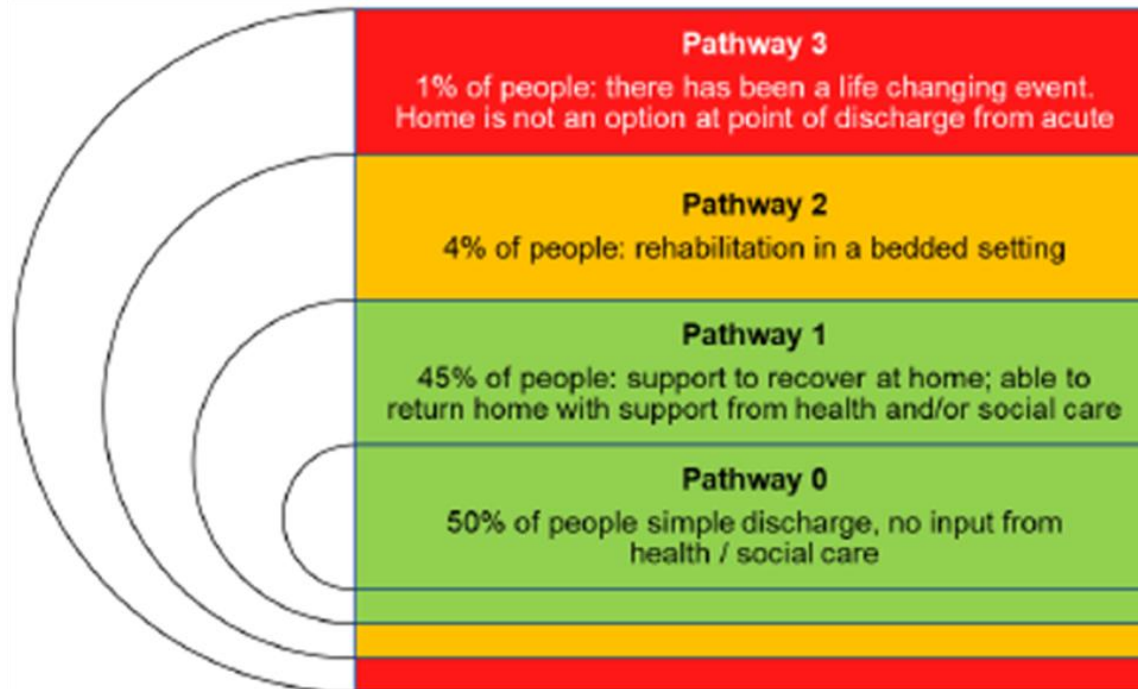 Pathway 3
1% of people: there has been a life changing event.
Home is not an option at point of discharge from acute
Pathway 2
4% of people: rehabilitation in a bedded setting
Pathway 1
45% of people: support to recover at home; able to
return home with support from health and/or social care
Pathway 0
50% of people simple discharge, no input from
health / social care